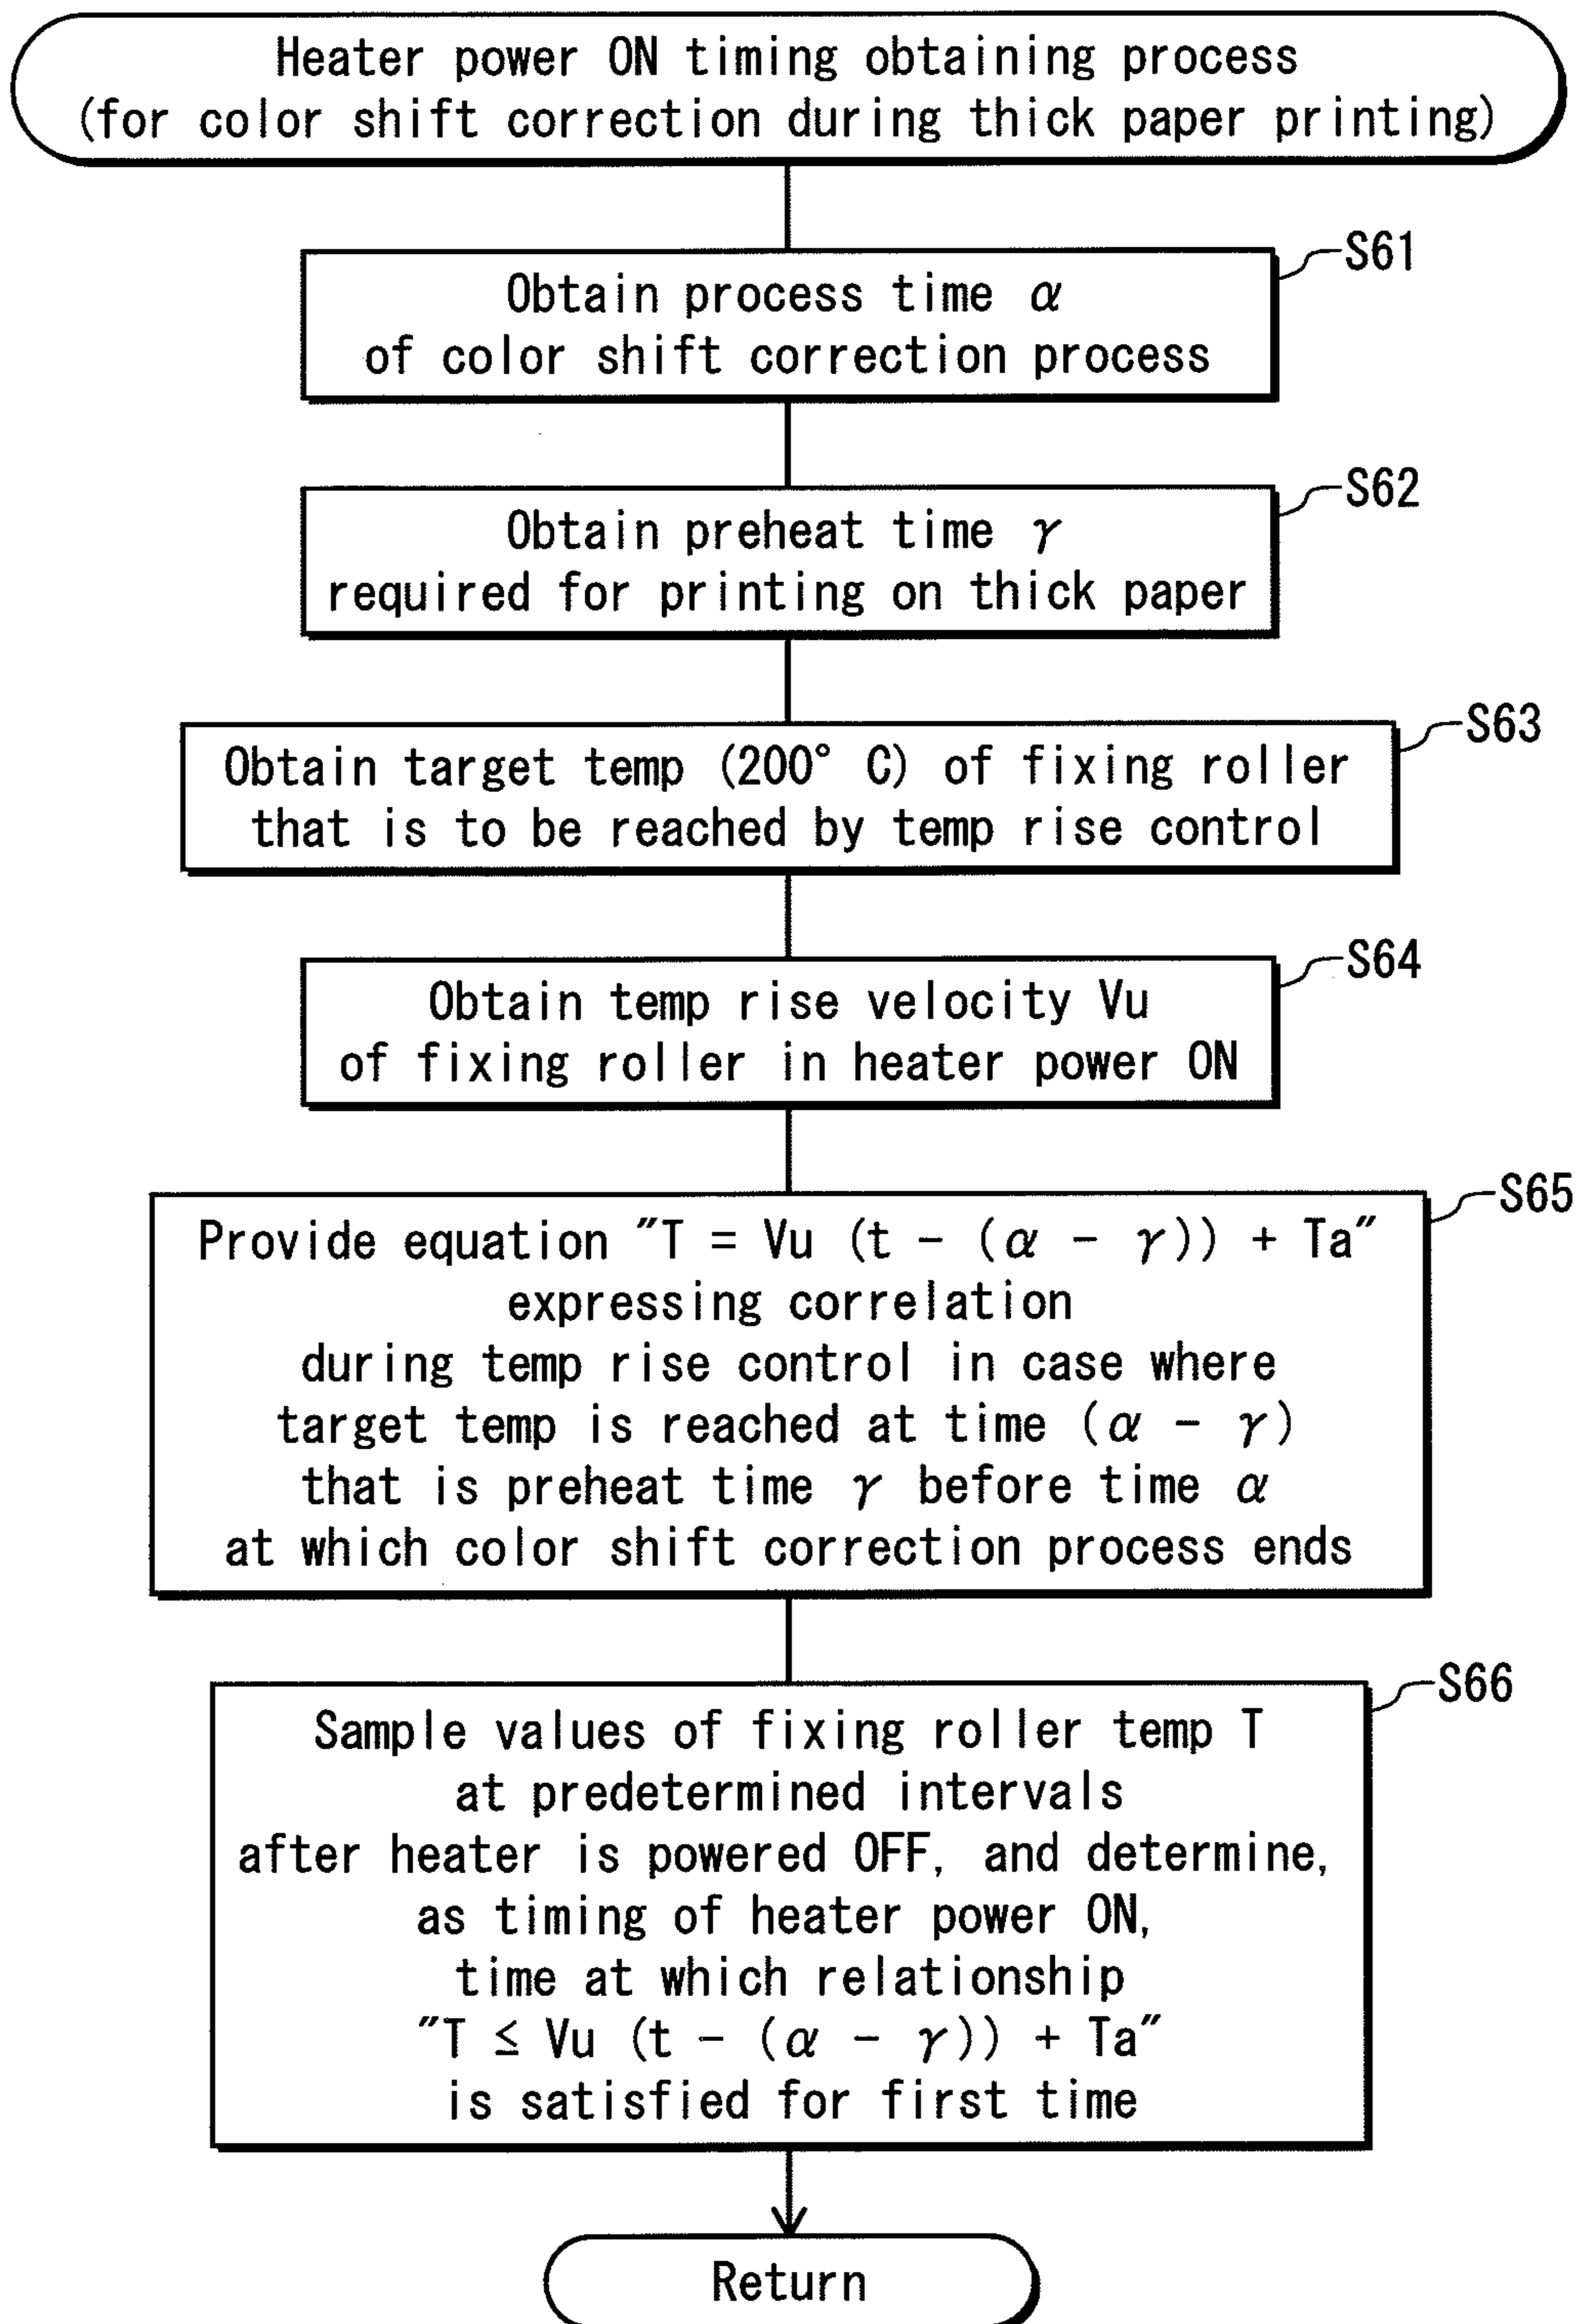 Heater power ON timing obtaining process
(for color shift correction during thick paper printing)
S61
Obtain process time α
of color shift correction process
S62
Obtain preheat time γ
required for printing on thick paper
S63
Obtain target temp (200° C) of fixing roller
that is to be reached by temp rise control
S64
Obtain temp rise velocity Vu
of fixing roller in heater power ON
S65
Provide equation "T = Vu (t - (α - γ)) + Ta"
expressing correlation
during temp rise control in case where
target temp is reached at time (α - γ)
that is preheat time γ before time α
at which color shift correction process ends
S66
Sample values of fixing roller temp T
at predetermined intervals
after heater is powered OFF, and determine,
as timing of heater power ON,
time at which relationship
"T ≤ Vu (t - (α - γ)) + Ta"
is satisfied for first time
Return